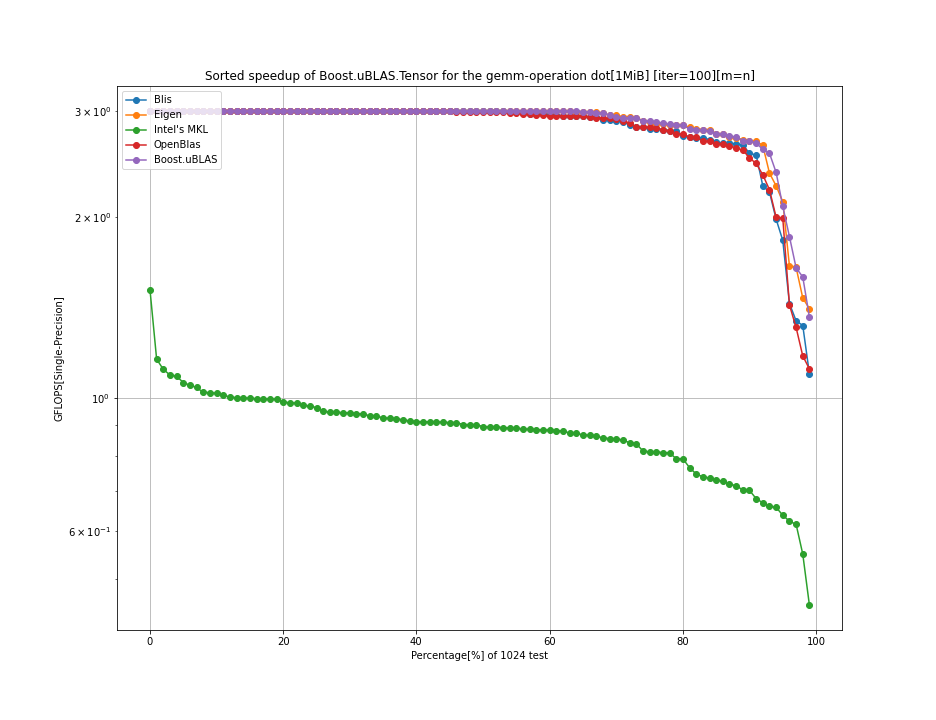 Sorted speedup of Boost.uBLAS.Tensor for the gemm-operation dot[1MiB] [iter=100][m=n]
Blis
Eigen
Intel's MKL
OpenBlas
Boost.uBLAS
3 × 10⁰
2 × 10⁰
10⁰
6 × 10⁻¹
GFLOPS[Single-Precision]
0 20 40 60 80 100
Percentage[%] of 1024 test